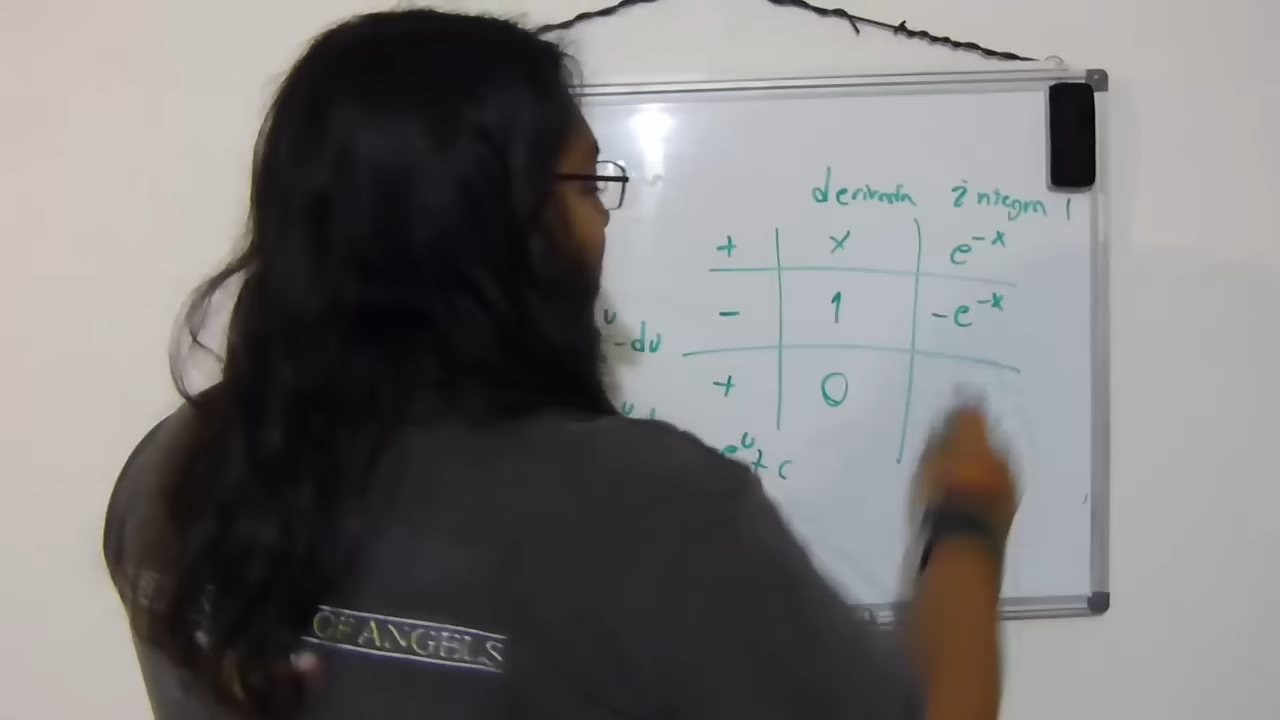 derivada integral
+ x e^-x
- 1 -e^-x
u
-du
+ 0
u
e^u + c
OF ANGELS